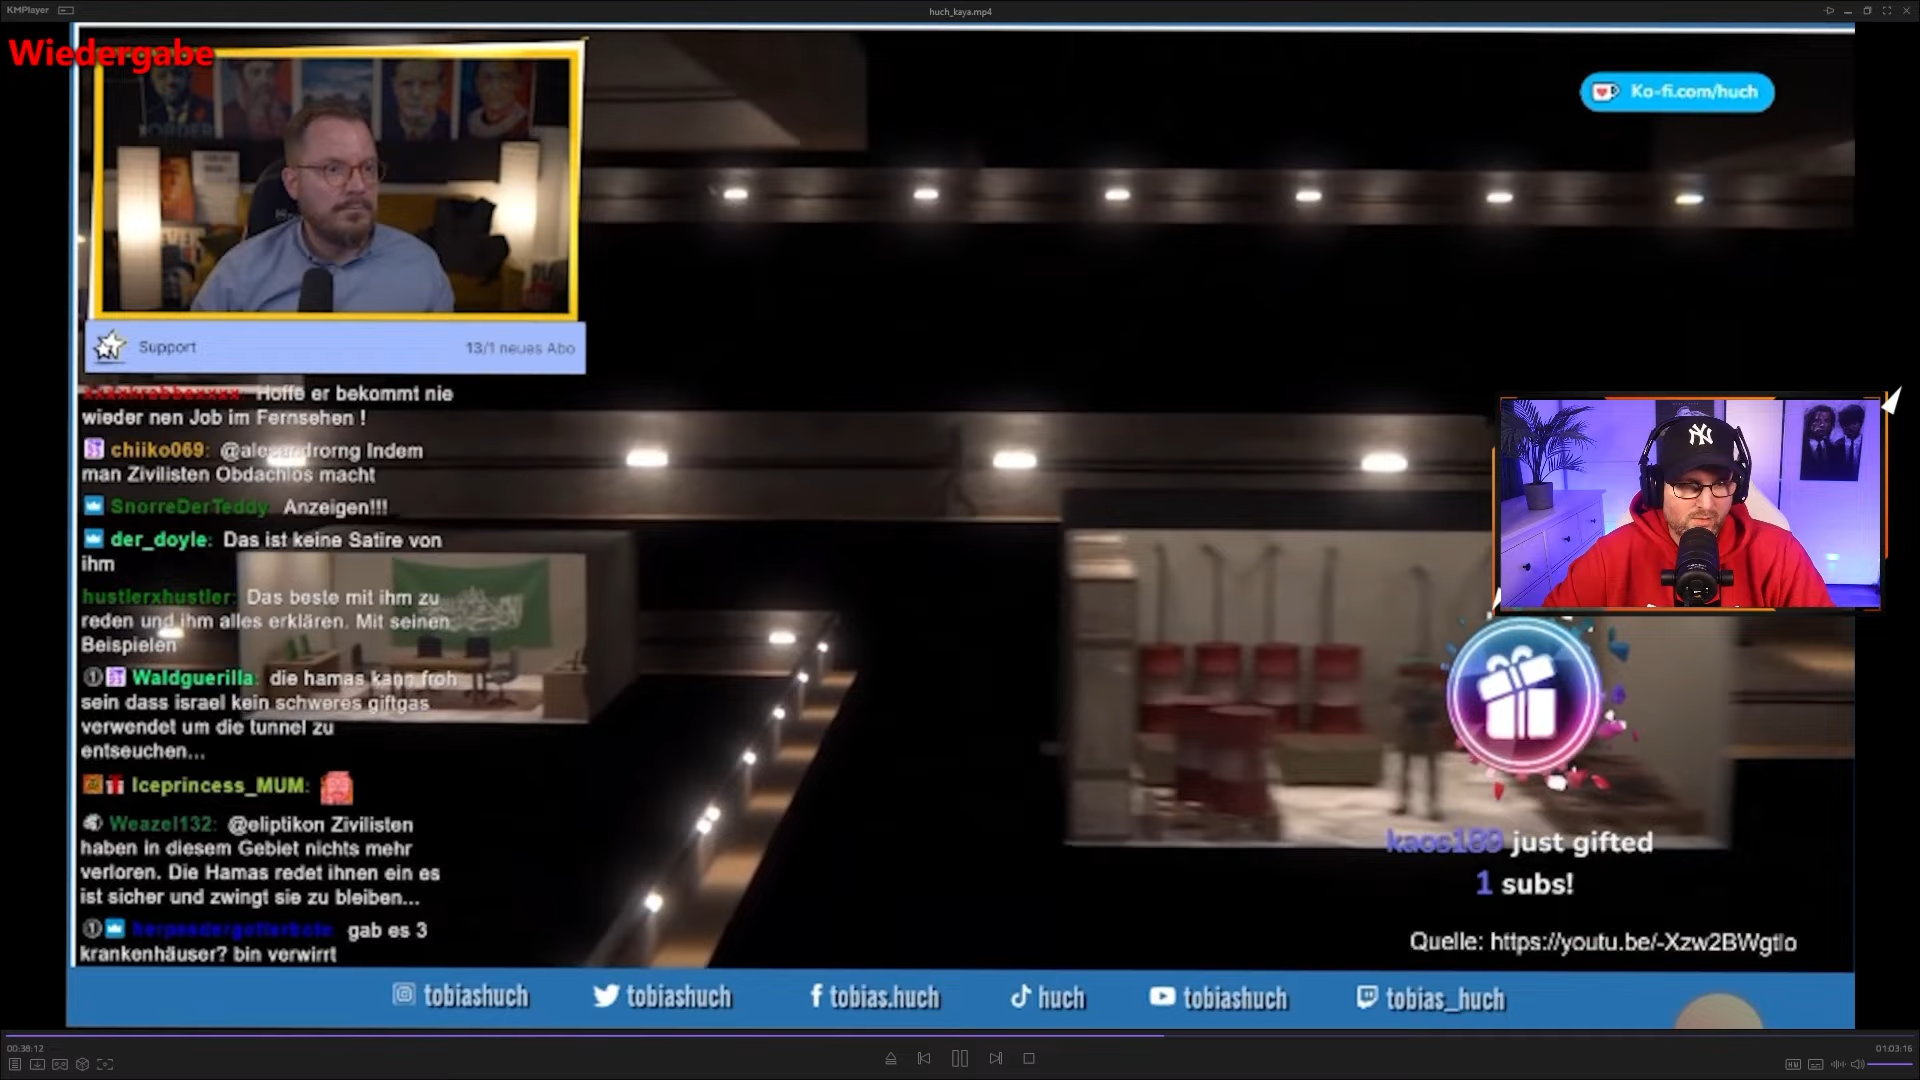 KMPlayer
huch_kaya.mp4
Wiedergabe
Ko-fi.com/huch
Support
13/1 neues Abo
Hoffe er bekommt nie
wieder nen Job im Fernsehen !
chiiko069: @alesandrorng Indem
man Zivilisten Obdachlos macht
SnorreDerTeddy Anzeigen!!!
der_doyle: Das ist keine Satire von
ihm
hustlerxhustler: Das beste mit ihm zu
reden und ihm alles erklären. Mit seinen
Beispielen
Waldguerilla: die hamas kann froh
sein dass israel kein schweres giftgas
verwendet um die tunnel zu
entseuchen...
Iceprincess_MUM:
Weazel132: @eliptikon Zivilisten
haben in diesem Gebiet nichts mehr
verloren. Die Hamas redet ihnen ein es
ist sicher und zwingt sie zu bleiben...
gab es 3
krankenhäuser? bin verwirrt
kaos189 just gifted
1 subs!
Quelle: https://youtu.be/-Xzw2BWgtlo
tobiashuch
tobiashuch
tobias.huch
huch
tobiashuch
tobias_huch
00:38:12
01:03:16